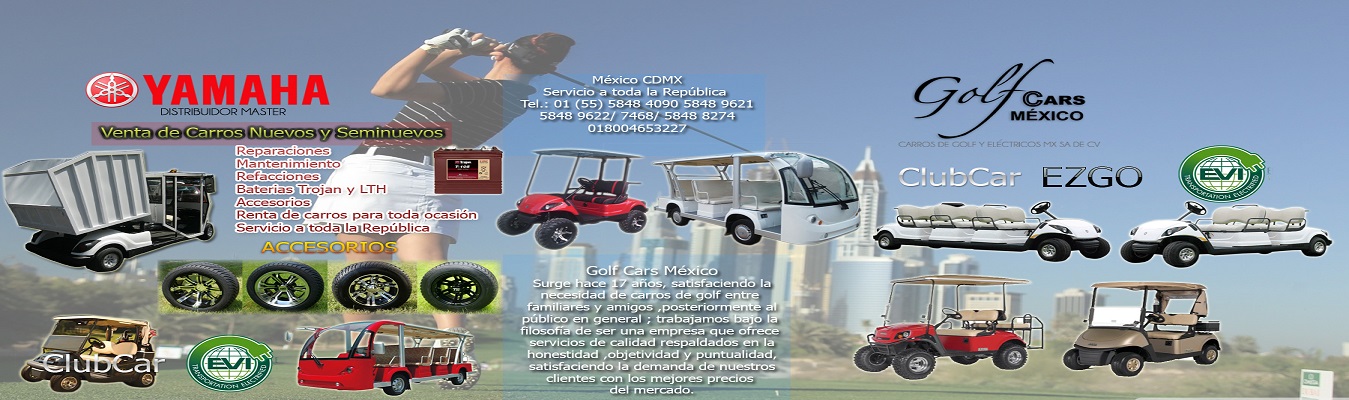 YAMAHA
DISTRIBUIDOR MASTER
Venta de Carros Nuevos y Seminuevos
Reparaciones
Mantenimiento
Refacciones
Baterias Trojan y LTH
Accesorios
Renta de carros para toda ocasión
Servicio a toda la República
ACCESORIOS
ClubCar
EVI
TRANSPORTATION ELECTRIFIED
México CDMX
Servicio a toda la República
Tel.: 01 (55) 5848 4090 5848 9621
5848 9622/ 7468/ 5848 8274
018004653227
Golf Cars México
Surge hace 17 años, satisfaciendo la
necesidad de carros de golf entre
familiares y amigos ,posteriormente al
público en general ; trabajamos bajo la
filosofía de ser una empresa que ofrece
servicios de calidad respaldados en la
honestidad ,objetividad y puntualidad,
satisfaciendo la demanda de nuestros
clientes con los mejores precios
del mercado.
Golf CARS
MÉXICO
CARROS DE GOLF Y ELÉCTRICOS MX SA DE CV
ClubCar EZGO
EVI
TRANSPORTATION ELECTRIFIED